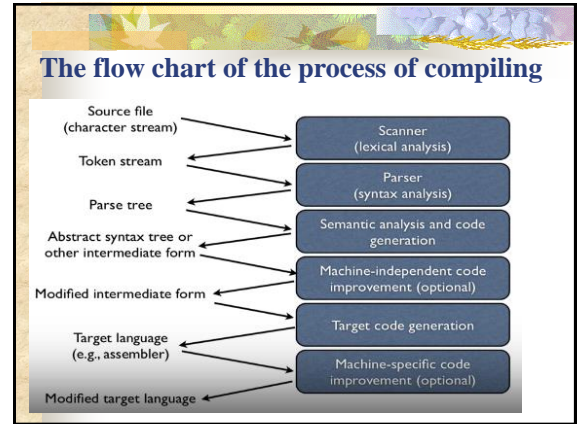 The flow chart of the process of compiling
Source file
(character stream)
Scanner
(lexical analysis)
Token stream
Parser
(syntax analysis)
Parse tree
Semantic analysis and code
generation
Abstract syntax tree or
other intermediate form
Machine-independent code
improvement (optional)
Modified intermediate form
Target code generation
Target language
(e.g., assembler)
Machine-specific code
improvement (optional)
Modified target language